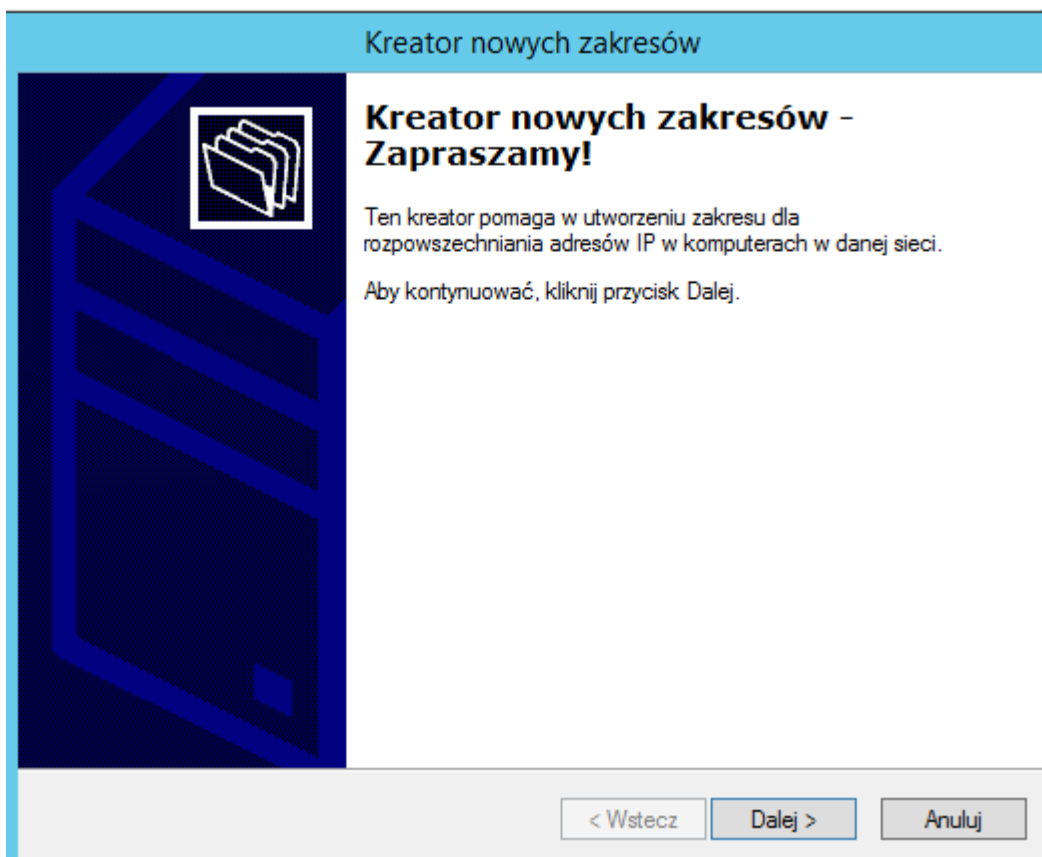 Kreator nowych zakresów
Kreator nowych zakresów -
Zapraszamy!
Ten kreator pomaga w utworzeniu zakresu dla
rozpowszechniania adresów IP w komputerach w danej sieci.
Aby kontynuować, kliknij przycisk Dalej.
< Wstecz
Dalej >
Anuluj